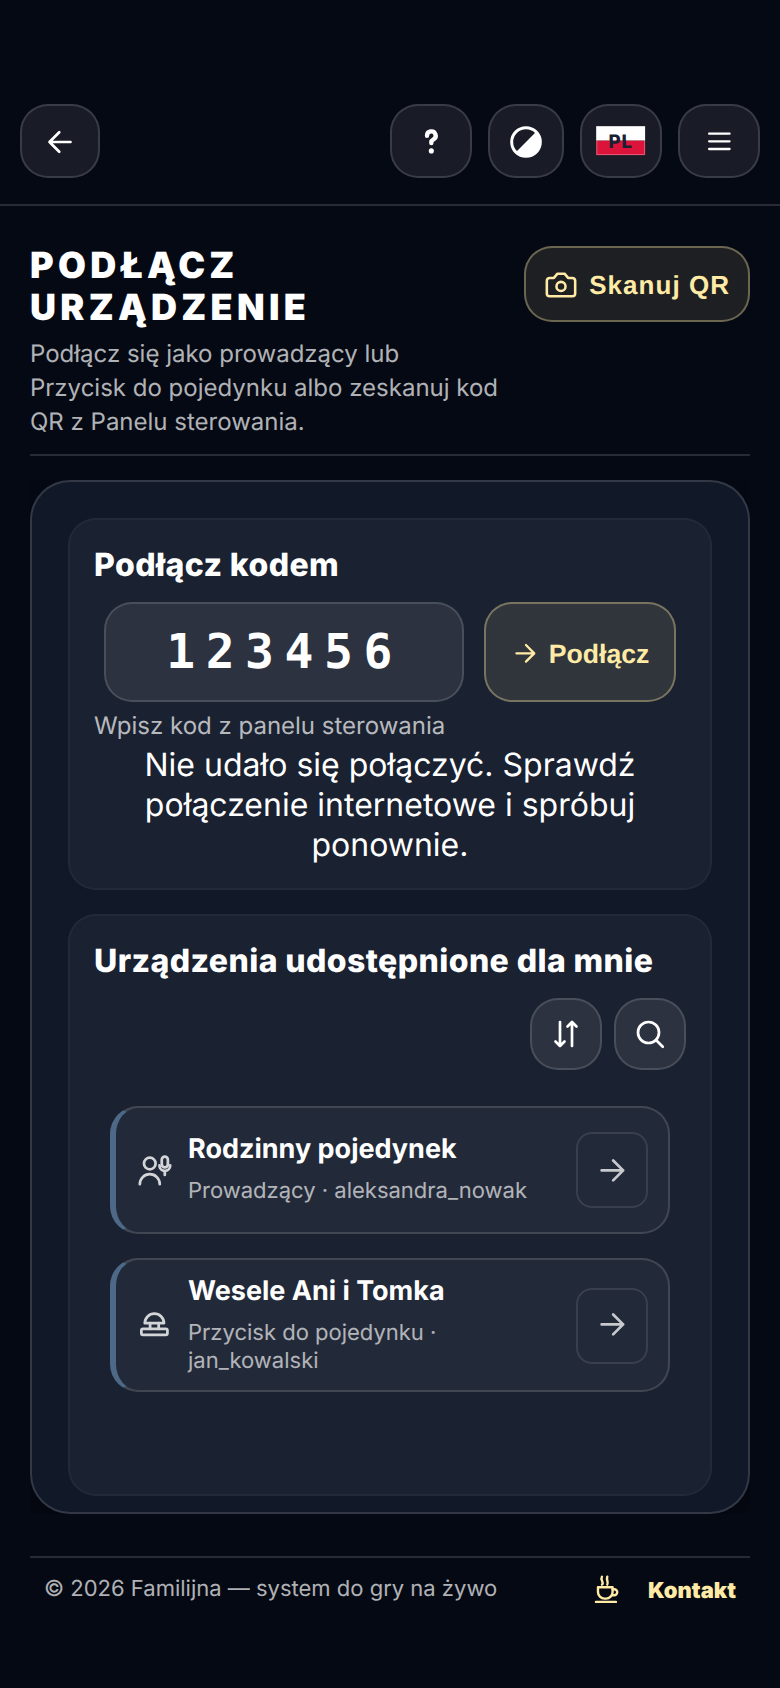 ?
PL
PODŁĄCZ
URZĄDZENIE
Skanuj QR
Podłącz się jako prowadzący lub
Przycisk do pojedynku albo zeskanuj kod
QR z Panelu sterowania.
Podłącz kodem
123456
Podłącz
Wpisz kod z panelu sterowania
Nie udało się połączyć. Sprawdź
połączenie internetowe i spróbuj
ponownie.
Urządzenia udostępnione dla mnie
Rodzinny pojedynek
Prowadzący · aleksandra_nowak
Wesele Ani i Tomka
Przycisk do pojedynku ·
jan_kowalski
© 2026 Familijna — system do gry na żywo
Kontakt